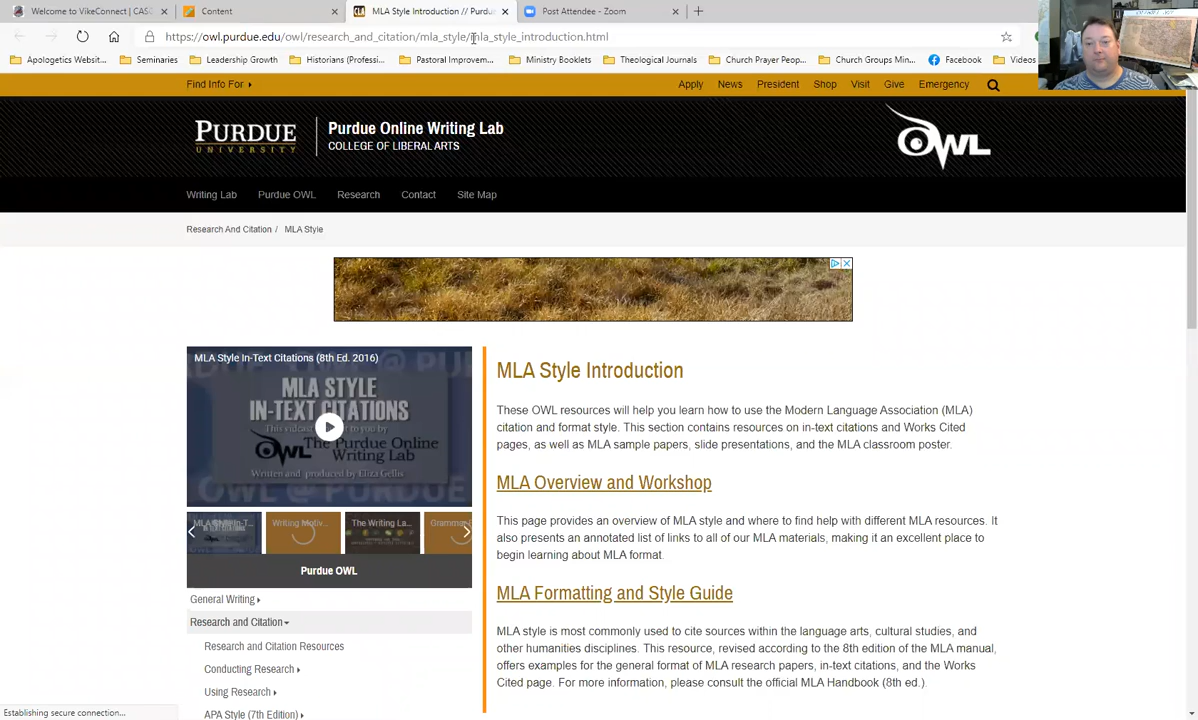 Welcome to VikeConnect | CAS
Content
MLA Style Introduction // Purdu
Post Attendee - Zoom
https://owl.purdue.edu/owl/research_and_citation/mla_style/mla_style_introduction.html
Apologetics Websit...
Seminaries
Leadership Growth
Historians (Professi...
Pastoral Improvem...
Ministry Booklets
Theological Journals
Church Prayer Peop...
Church Groups Min...
Facebook
Videos
Find Info For
Apply
News
President
Shop
Visit
Give
Emergency
PURDUE
UNIVERSITY
Purdue Online Writing Lab
COLLEGE OF LIBERAL ARTS
OWL
Writing Lab
Purdue OWL
Research
Contact
Site Map
Research And Citation /
MLA Style
MLA Style In-Text Citations (8th Ed. 2016)
MLA STYLE
IN-TEXT CITATIONS
The Purdue Online
Writing Lab
Written and produced by Eliza Gellis
OWL @ PURDUE
Writing Motiv...
The Writing La...
Grammar
Purdue OWL
General Writing
Research and Citation
Research and Citation Resources
Conducting Research
Using Research
APA Style (7th Edition)
MLA Style Introduction
These OWL resources will help you learn how to use the Modern Language Association (MLA)
citation and format style. This section contains resources on in-text citations and Works Cited
pages, as well as MLA sample papers, slide presentations, and the MLA classroom poster.
MLA Overview and Workshop
This page provides an overview of MLA style and where to find help with different MLA resources. It
also presents an annotated list of links to all of our MLA materials, making it an excellent place to
begin learning about MLA format.
MLA Formatting and Style Guide
MLA style is most commonly used to cite sources within the language arts, cultural studies, and
other humanities disciplines. This resource, revised according to the 8th edition of the MLA manual,
offers examples for the general format of MLA research papers, in-text citations, and the Works
Cited page. For more information, please consult the official MLA Handbook (8th ed.).
Establishing secure connection...